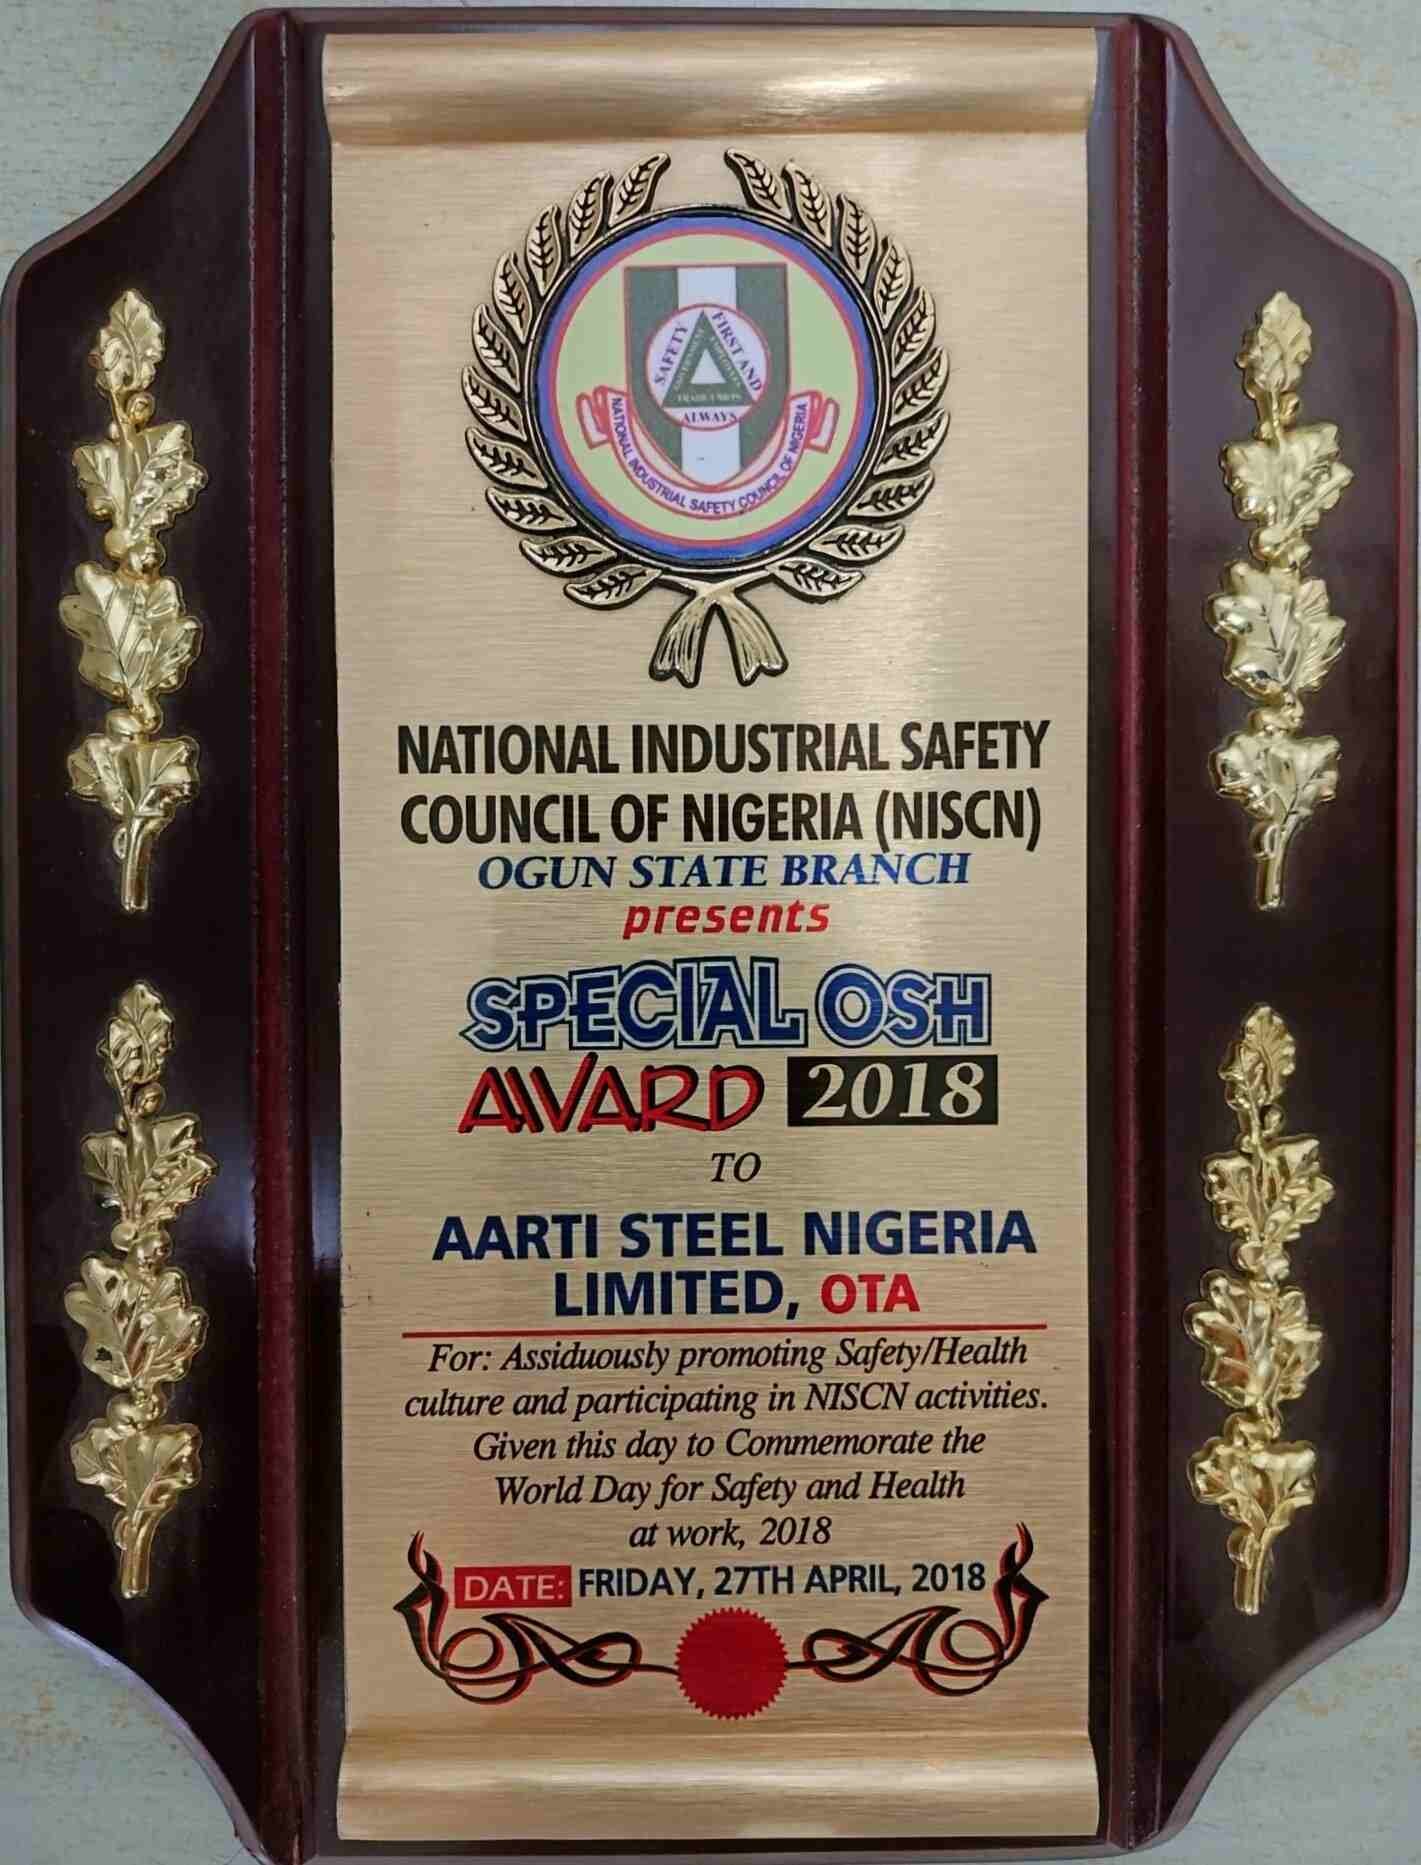 SAFETY FIRST AND
ALWAYS
TRADE UNION
NATIONAL INDUSTRIAL SAFETY COUNCIL OF NIGERIA
NATIONAL INDUSTRIAL SAFETY
COUNCIL OF NIGERIA (NISCN)
OGUN STATE BRANCH
presents
SPECIAL OSH
AWARD 2018
TO
AARTI STEEL NIGERIA
LIMITED, OTA
For: Assiduously promoting Safety/Health
culture and participating in NISCN activities.
Given this day to Commemorate the
World Day for Safety and Health
at work, 2018
DATE: FRIDAY, 27TH APRIL, 2018